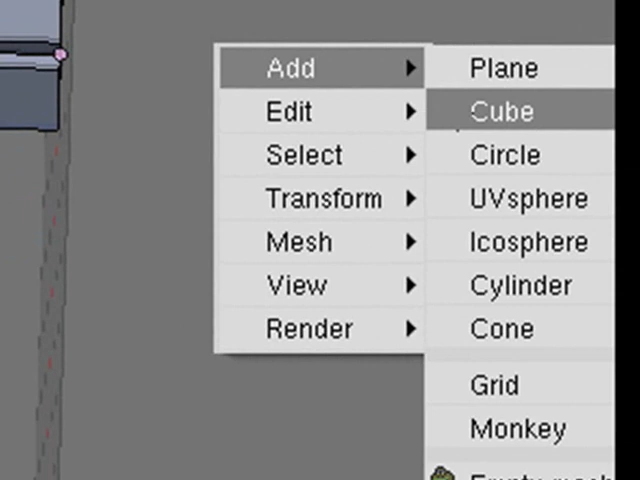 Add
Edit
Select
Transform
Mesh
View
Render
Plane
Cube
Circle
UVsphere
Icosphere
Cylinder
Cone
Grid
Monkey